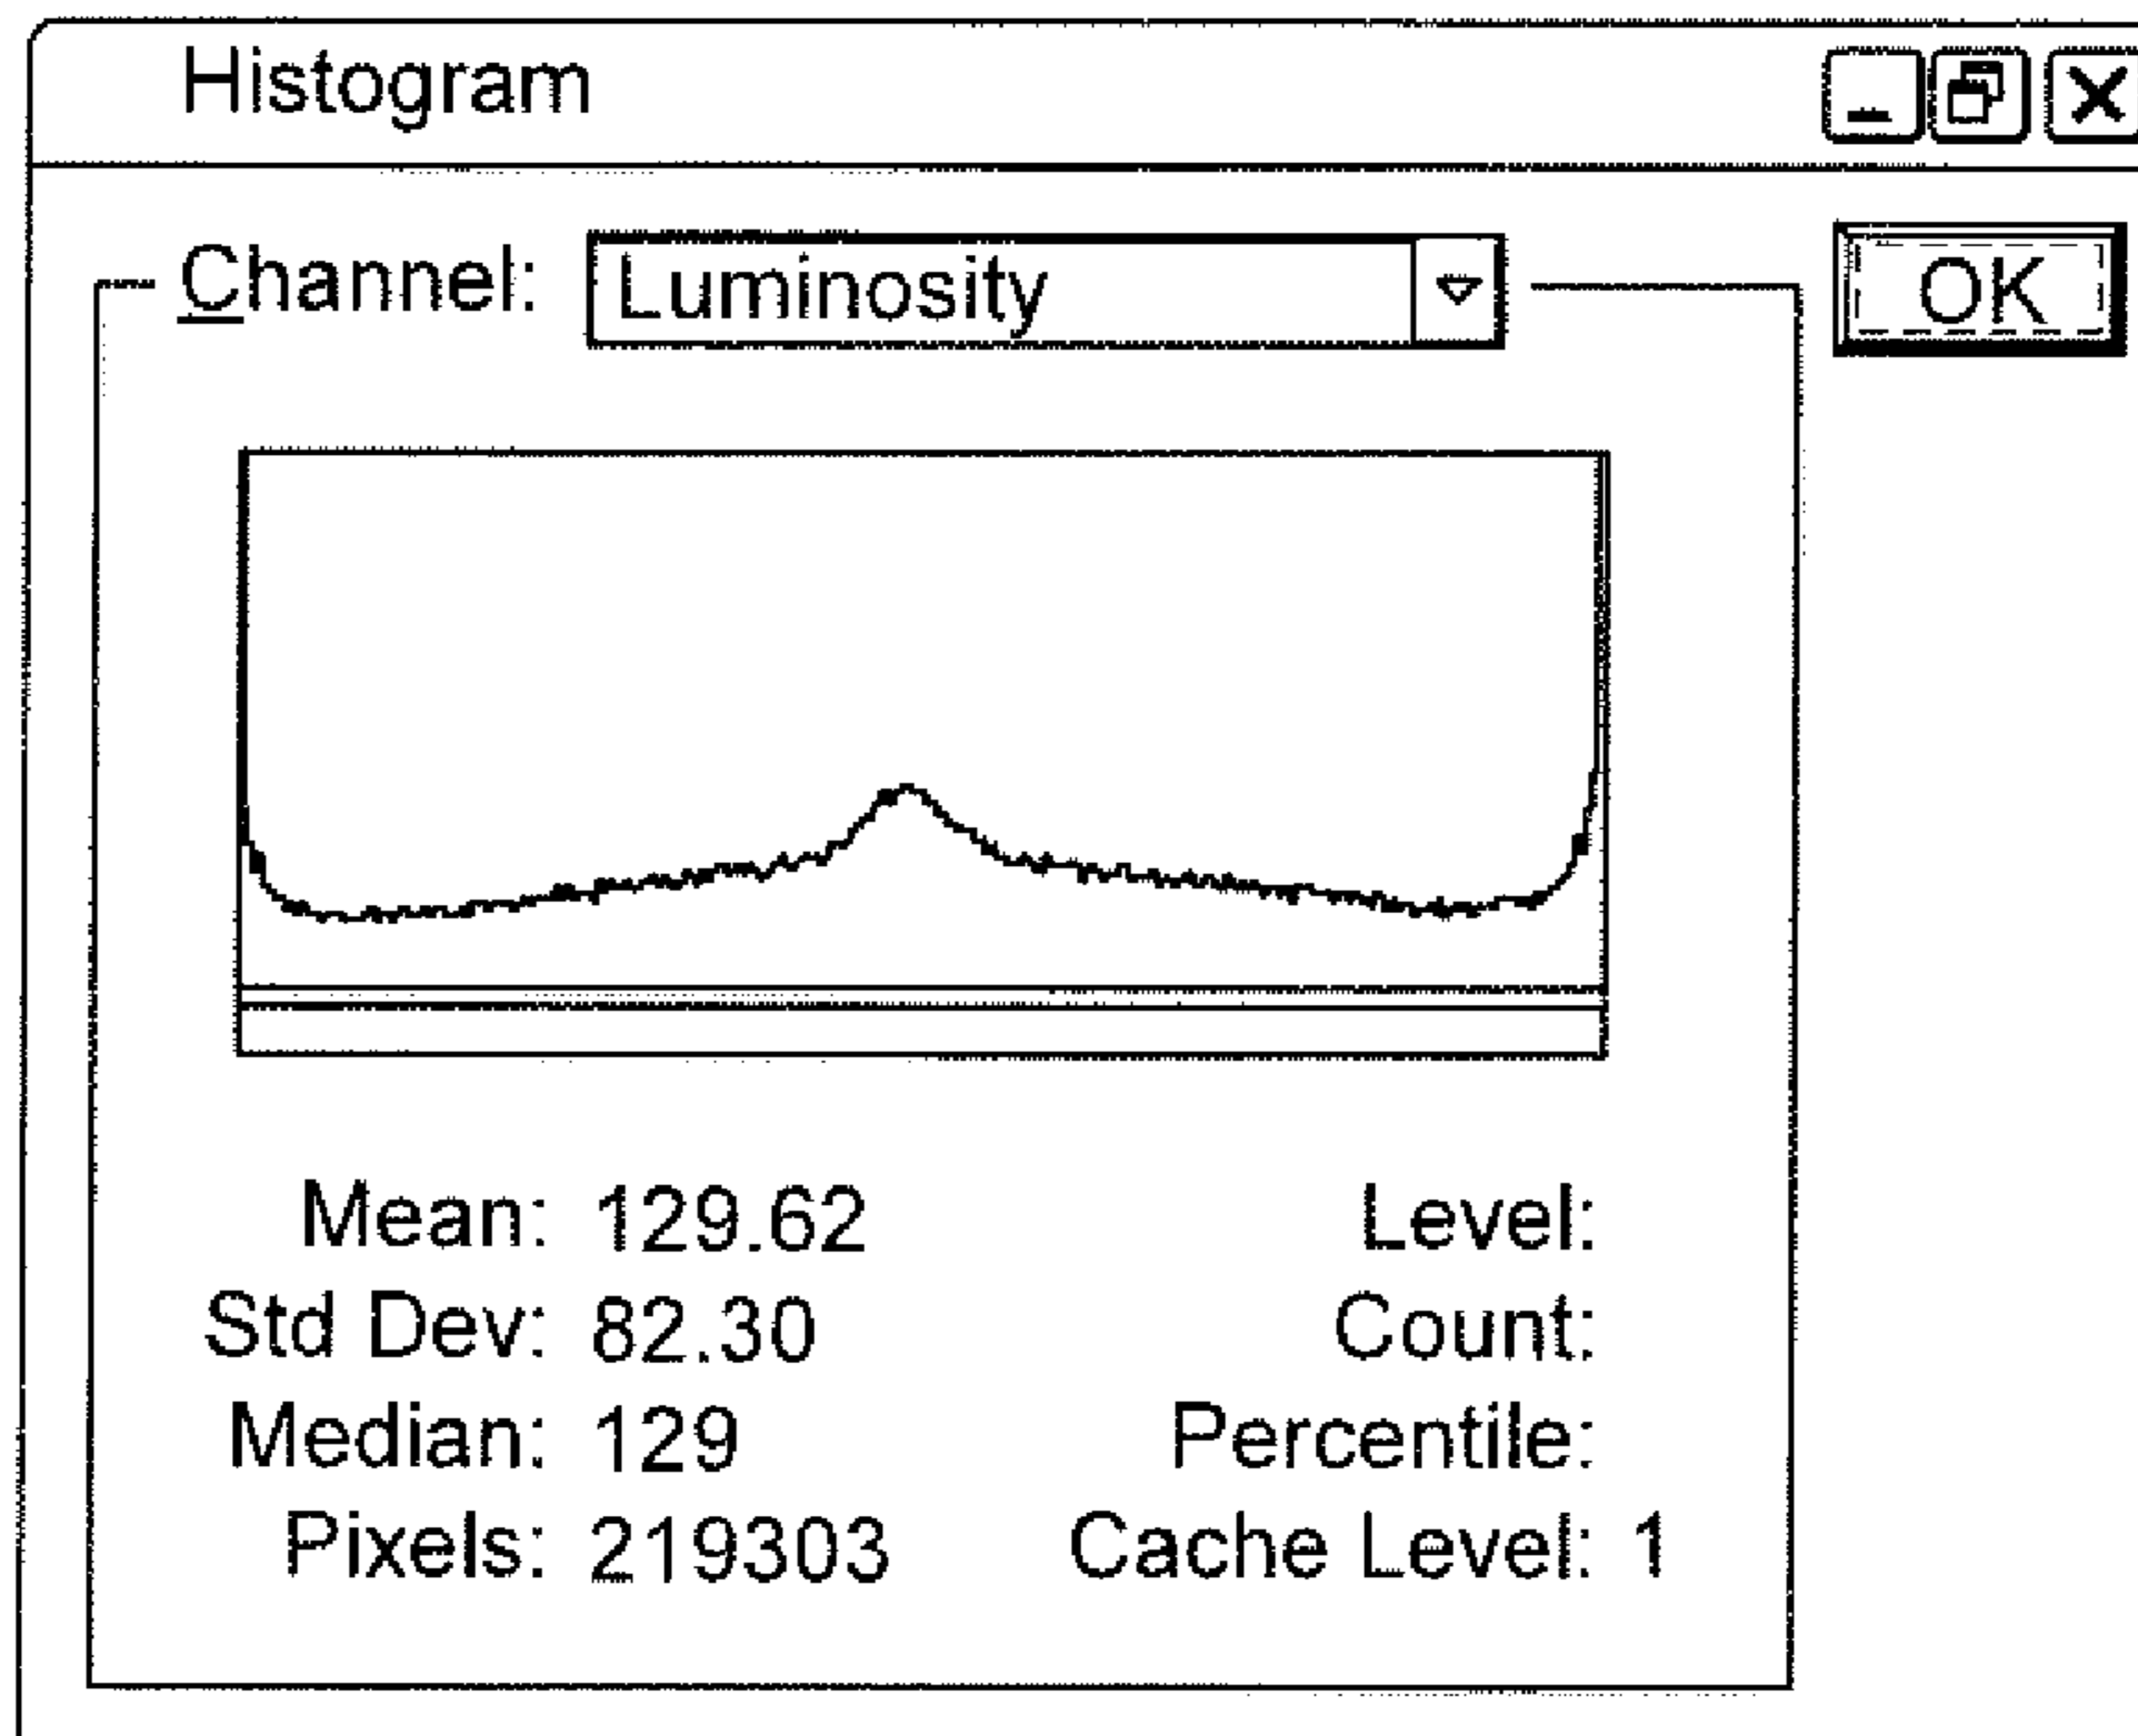 Histogram
Channel: Luminosity
OK
Mean: 129.62 Level:
Std Dev: 82.30 Count:
Median: 129 Percentile:
Pixels: 219303 Cache Level: 1